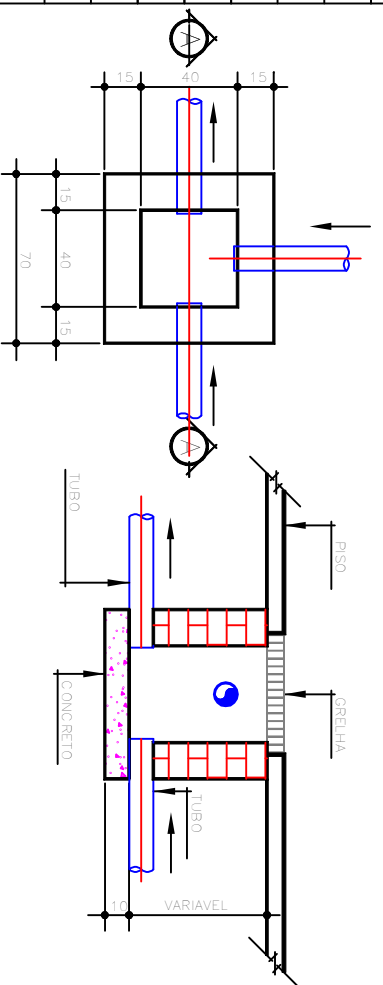 A
15 40 15
15
40
15
70
A
PISO
GRELHA
TUBO
CONCRETO
TUBO
10
VARIAVEL